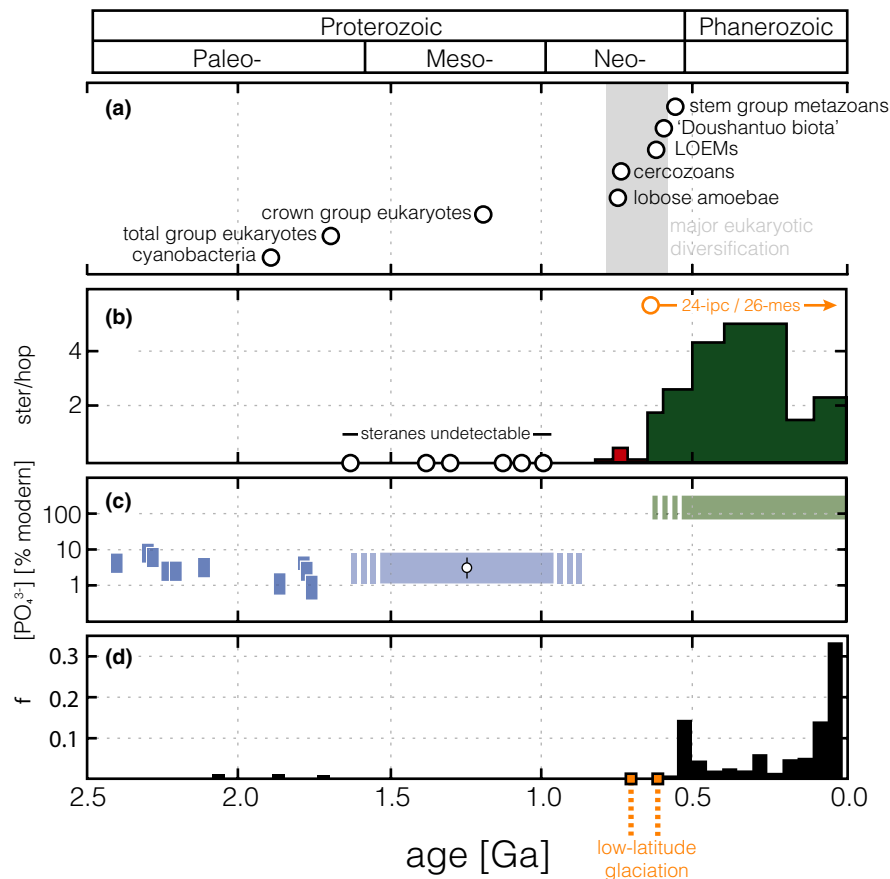 Proterozoic Phanerozoic
Paleo- Meso- Neo-
(a)
stem group metazoans
'Doushantuo biota'
LOEMs
cercozoans
lobose amoebae
crown group eukaryotes
total group eukaryotes
cyanobacteria
major eukaryotic
diversification
(b)
24-ipc / 26-mes
ster/hop
4
2
steranes undetectable
(c)
[PO₄³⁻] [% modern]
100
10
1
(d)
f
0.3
0.2
0.1
2.5 2.0 1.5 1.0 0.5 0.0
age [Ga]
low-latitude
glaciation